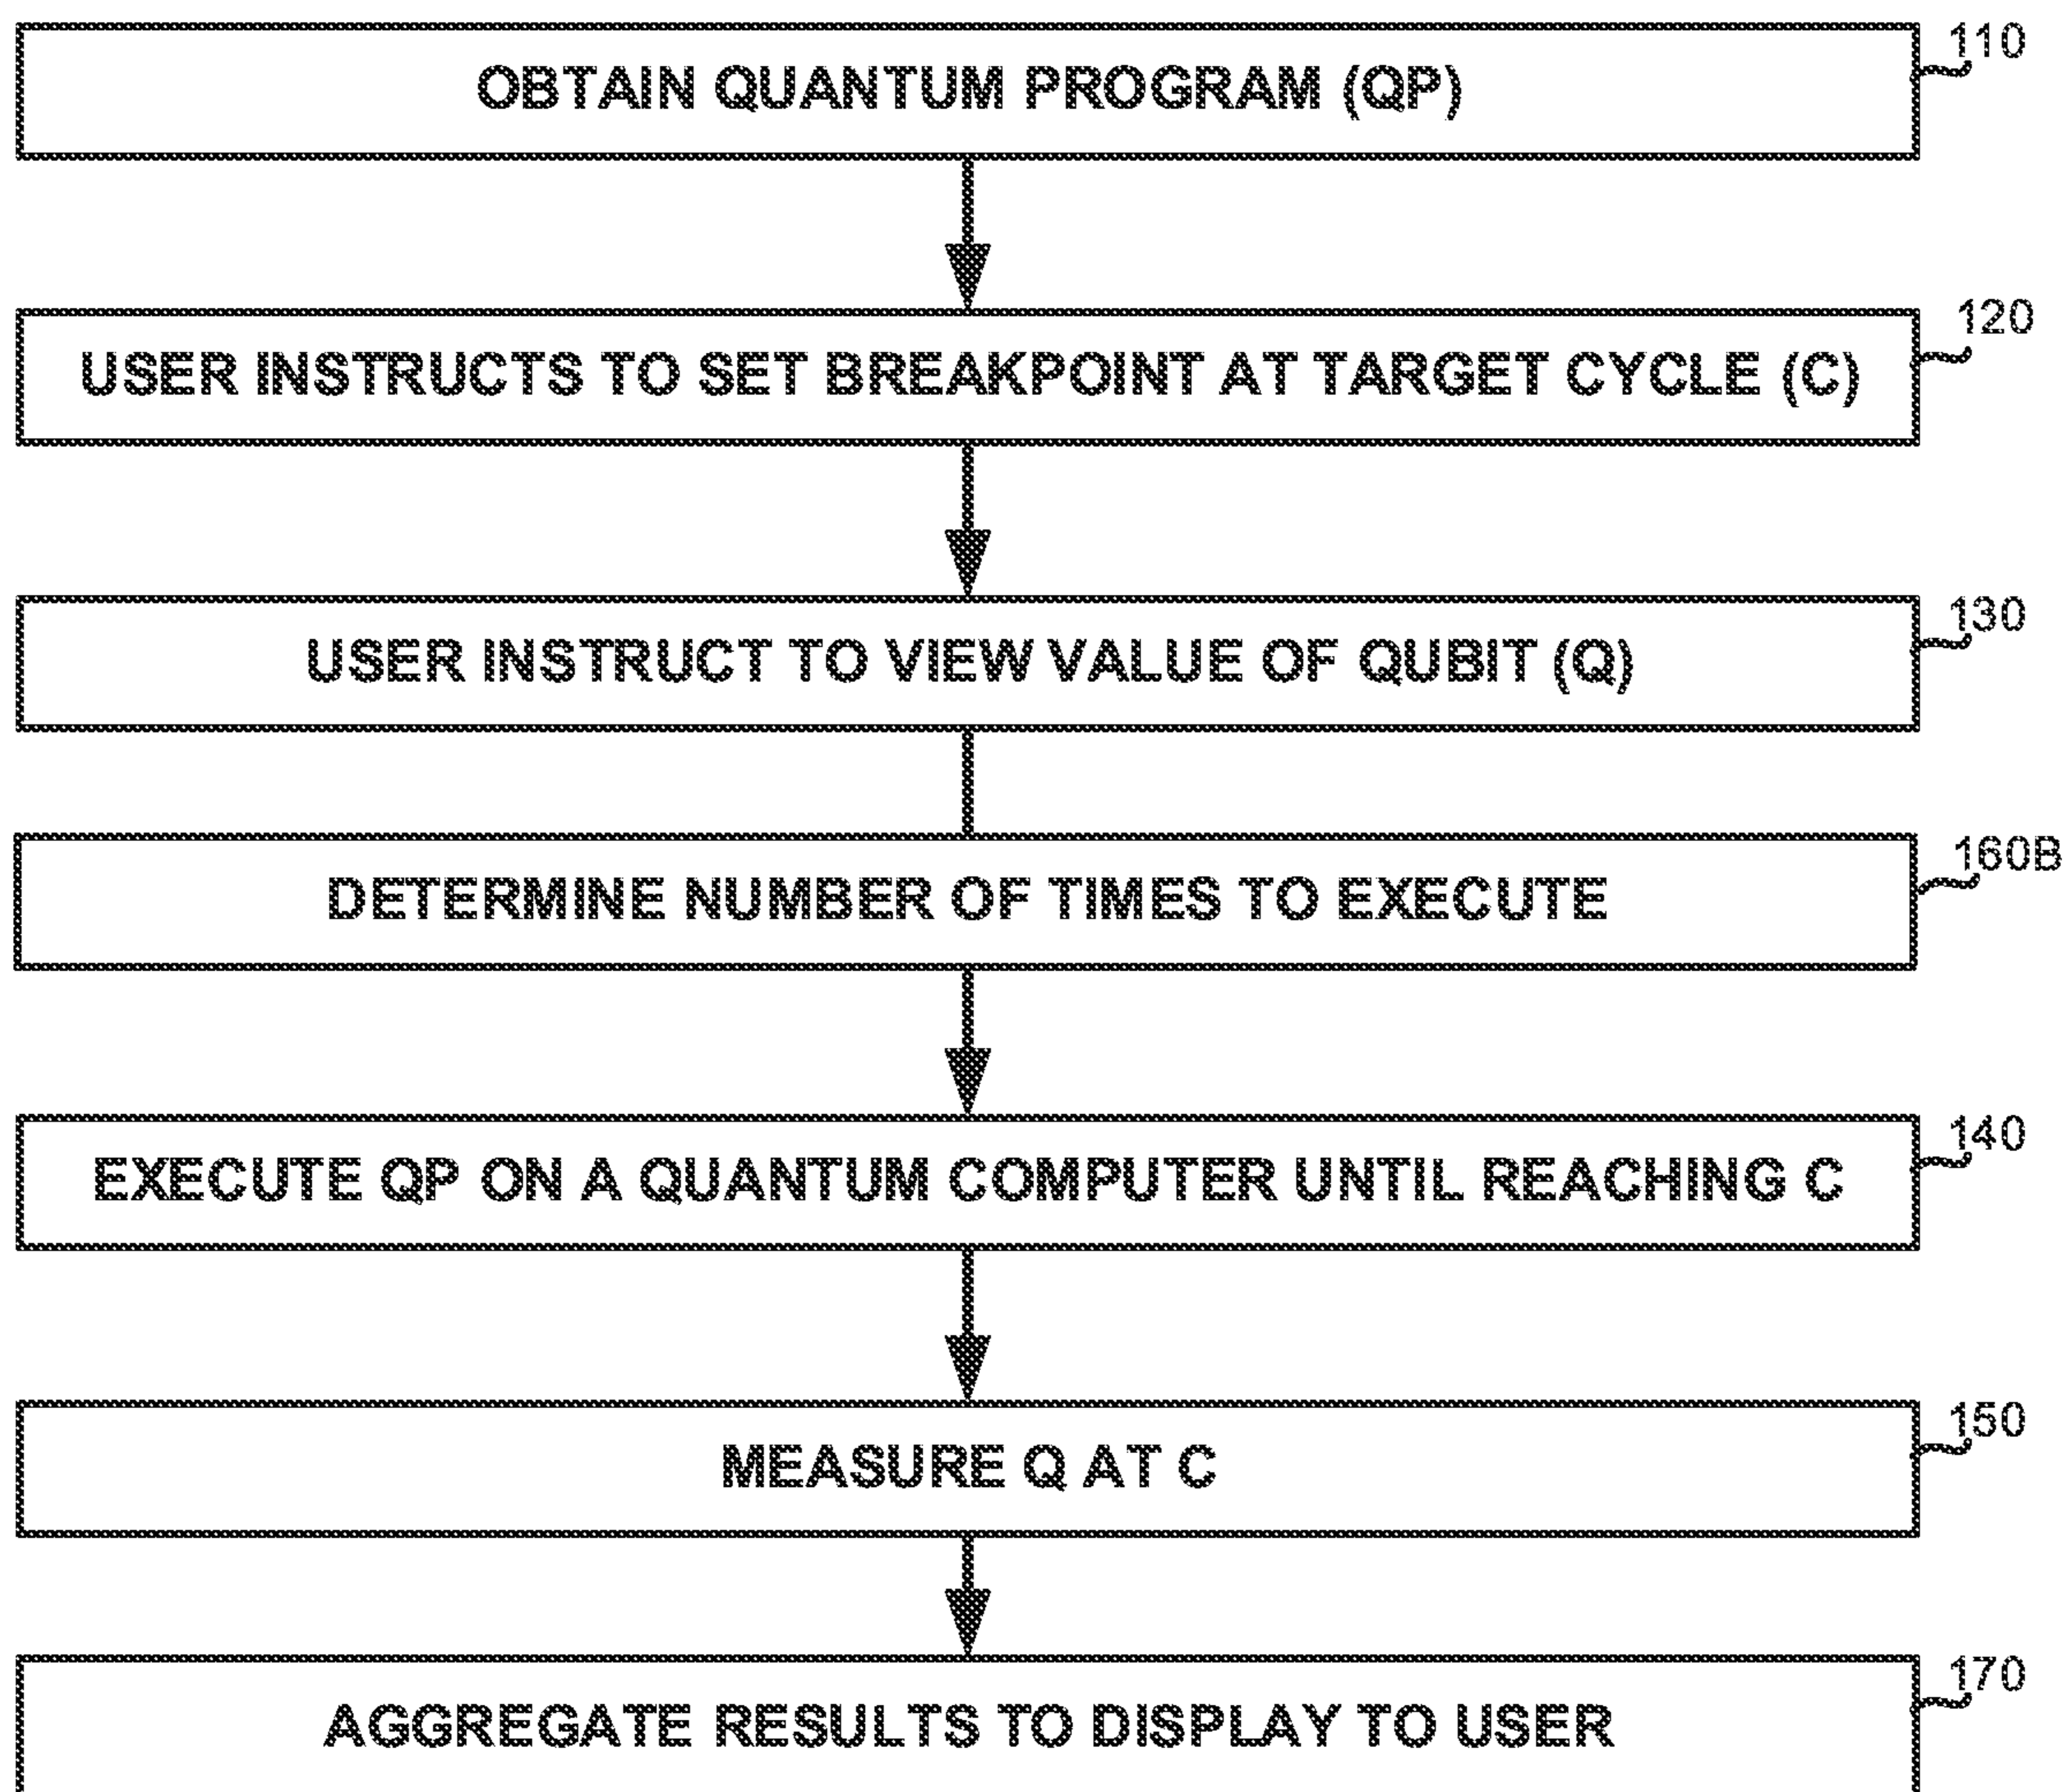 110
OBTAIN QUANTUM PROGRAM (QP)
120
USER INSTRUCTS TO SET BREAKPOINT AT TARGET CYCLE (C)
130
USER INSTRUCT TO VIEW VALUE OF QUBIT (Q)
160B
DETERMINE NUMBER OF TIMES TO EXECUTE
140
EXECUTE QP ON A QUANTUM COMPUTER UNTIL REACHING C
150
MEASURE Q AT C
170
AGGREGATE RESULTS TO DISPLAY TO USER